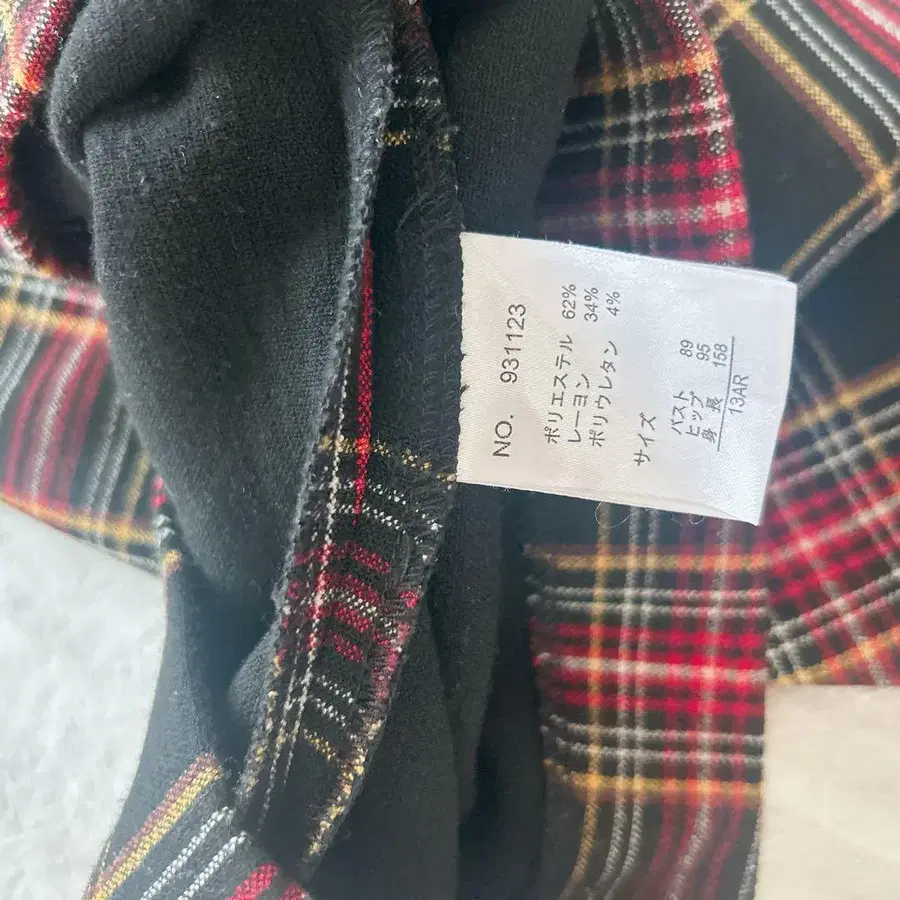 NO. 931123
ポリエステル 62%
レーヨン 34%
ポリウレタン 4%
サイズ
バスト 89
ヒップ 95
身長 158
13AR